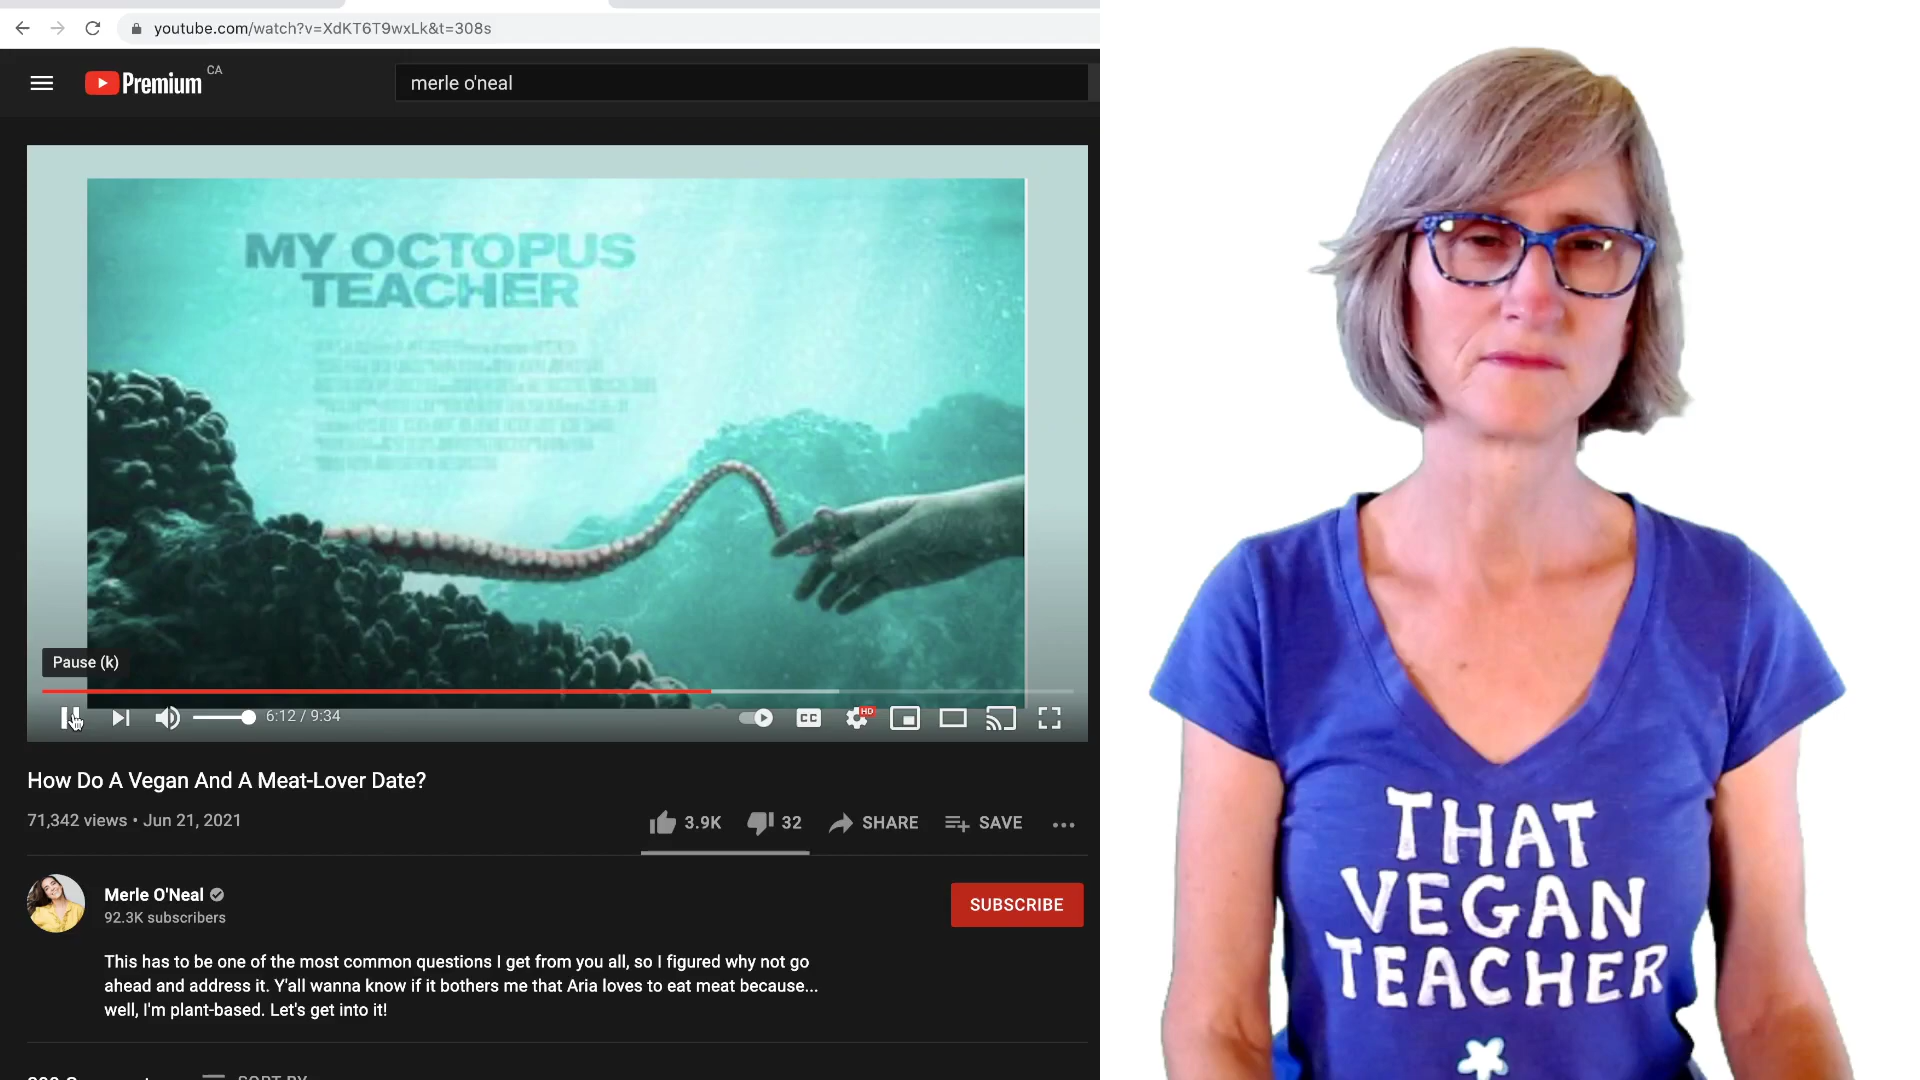 youtube.com/watch?v=XdKT6T9wxLk&t=308s
Premium CA
merle o'neal
MY OCTOPUS
TEACHER
Pause (k)
6:12 / 9:34
CC
HD
How Do A Vegan And A Meat-Lover Date?
71,342 views • Jun 21, 2021
3.9K
32
SHARE
SAVE
Merle O'Neal
92.3K subscribers
SUBSCRIBE
This has to be one of the most common questions I get from you all, so I figured why not go
ahead and address it. Y'all wanna know if it bothers me that Aria loves to eat meat because...
well, I'm plant-based. Let's get into it!
SORT BY
THAT
VEGAN
TEACHER